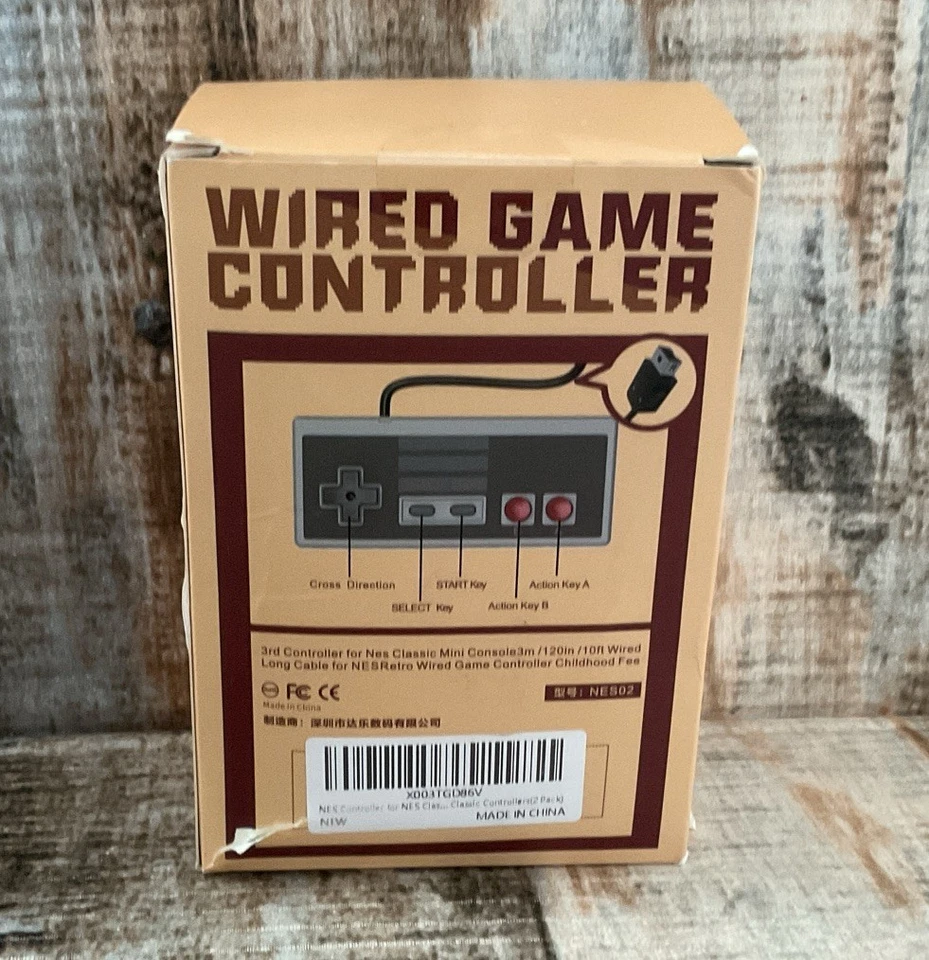 WIRED GAME
CONTROLLER
Cross Direction
START Key
Action Key A
SELECT Key
Action Key B
3rd Controller for Nes Classic Mini Console3m /120in /10ft Wired
Long Cable for NESRetro Wired Game Controller Childhood Fee
FC CE
Made in China
型号: NES02
制造商: 深圳市达乐数码有限公司
X003TGD86V
NES Controller for NES Clas... Classic Controllers(2 Pack)
NEW
MADE IN CHINA